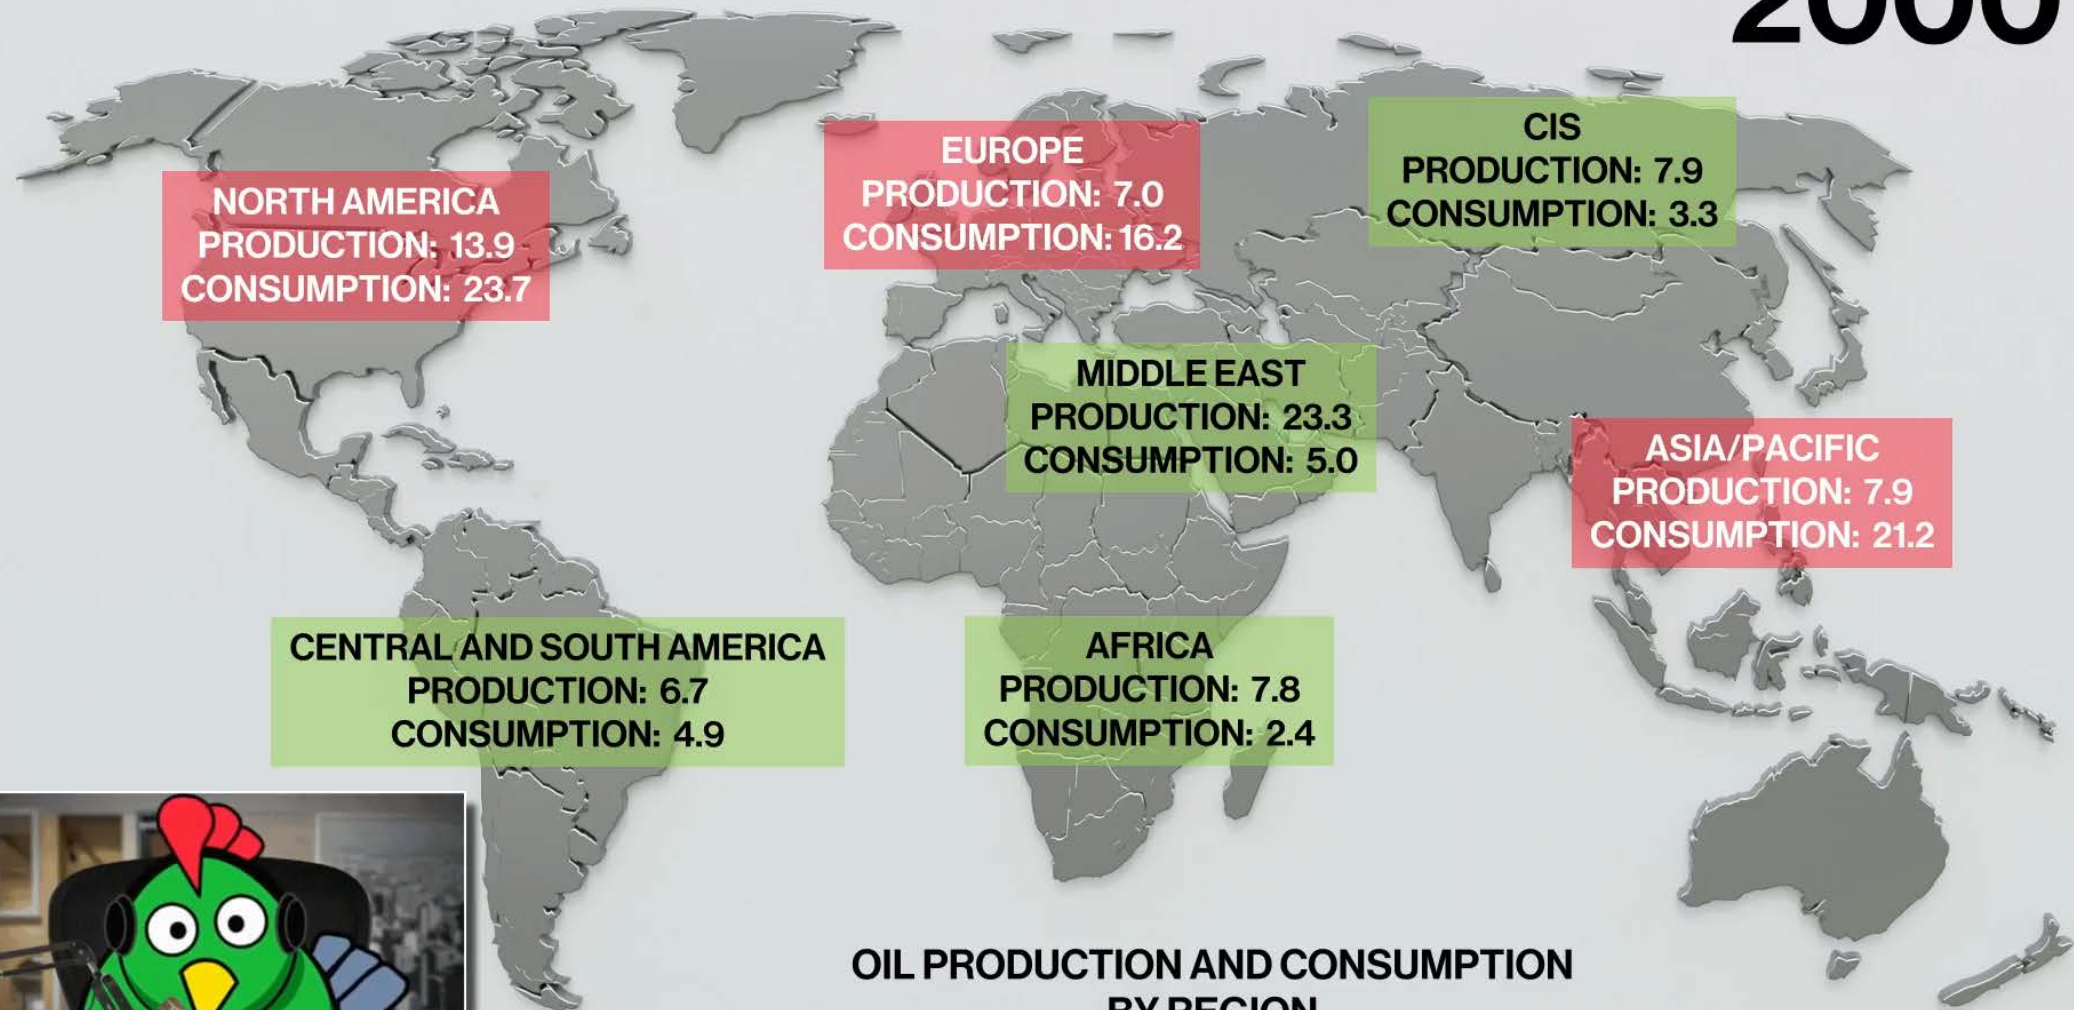 2000
NORTH AMERICA
PRODUCTION: 13.9
CONSUMPTION: 23.7
EUROPE
PRODUCTION: 7.0
CONSUMPTION: 16.2
CIS
PRODUCTION: 7.9
CONSUMPTION: 3.3
MIDDLE EAST
PRODUCTION: 23.3
CONSUMPTION: 5.0
ASIA/PACIFIC
PRODUCTION: 7.9
CONSUMPTION: 21.2
CENTRAL AND SOUTH AMERICA
PRODUCTION: 6.7
CONSUMPTION: 4.9
AFRICA
PRODUCTION: 7.8
CONSUMPTION: 2.4
OIL PRODUCTION AND CONSUMPTION
BY REGION